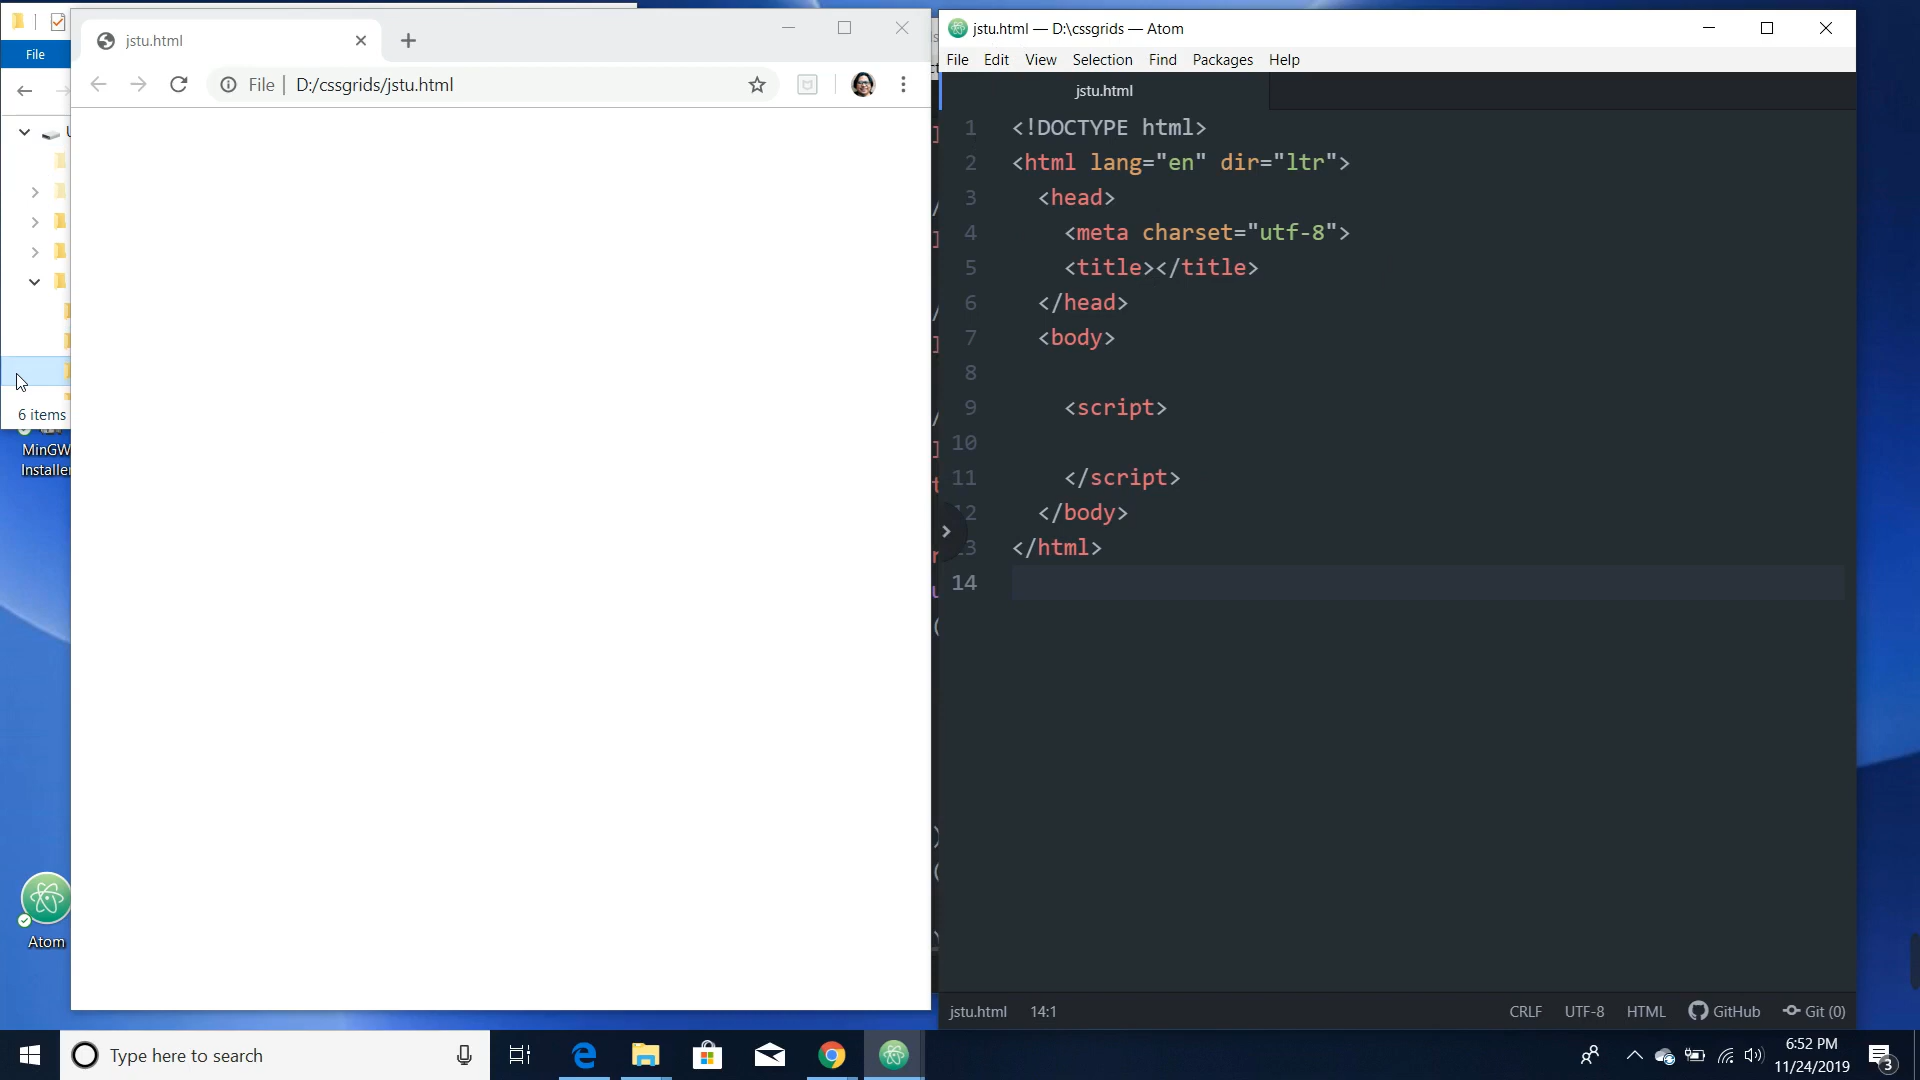 File
6 items
MinGW
Installer
Atom
jstu.html
File
D:/cssgrids/jstu.html
jstu.html — D:\cssgrids — Atom
File Edit View Selection Find Packages Help
jstu.html
1 <!DOCTYPE html>
2 <html lang="en" dir="ltr">
3 <head>
4 <meta charset="utf-8">
5 <title></title>
6 </head>
7 <body>
8
9 <script>
10
11 </script>
12 </body>
13 </html>
14
jstu.html 14:1 CRLF UTF-8 HTML GitHub Git (0)
Type here to search
6:52 PM
11/24/2019
3